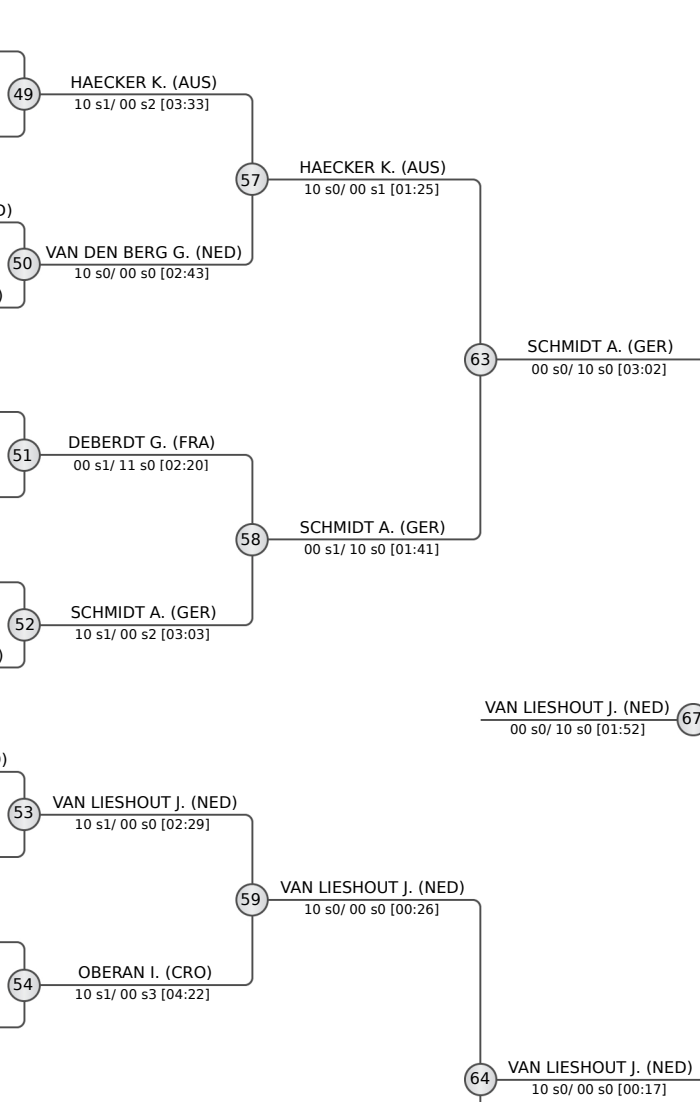 HAECKER K. (AUS)
49
10 s1/ 00 s2 [03:33]
HAECKER K. (AUS)
57
10 s0/ 00 s1 [01:25]
)
VAN DEN BERG G. (NED)
50
10 s0/ 00 s0 [02:43]
)
SCHMIDT A. (GER)
63
00 s0/ 10 s0 [03:02]
DEBERDT G. (FRA)
51
00 s1/ 11 s0 [02:20]
SCHMIDT A. (GER)
58
00 s1/ 10 s0 [01:41]
SCHMIDT A. (GER)
52
10 s1/ 00 s2 [03:03]
)
VAN LIESHOUT J. (NED)
67
00 s0/ 10 s0 [01:52]
)
VAN LIESHOUT J. (NED)
53
10 s1/ 00 s0 [02:29]
VAN LIESHOUT J. (NED)
59
10 s0/ 00 s0 [00:26]
OBERAN I. (CRO)
54
10 s1/ 00 s3 [04:22]
VAN LIESHOUT J. (NED)
64
10 s0/ 00 s0 [00:17]